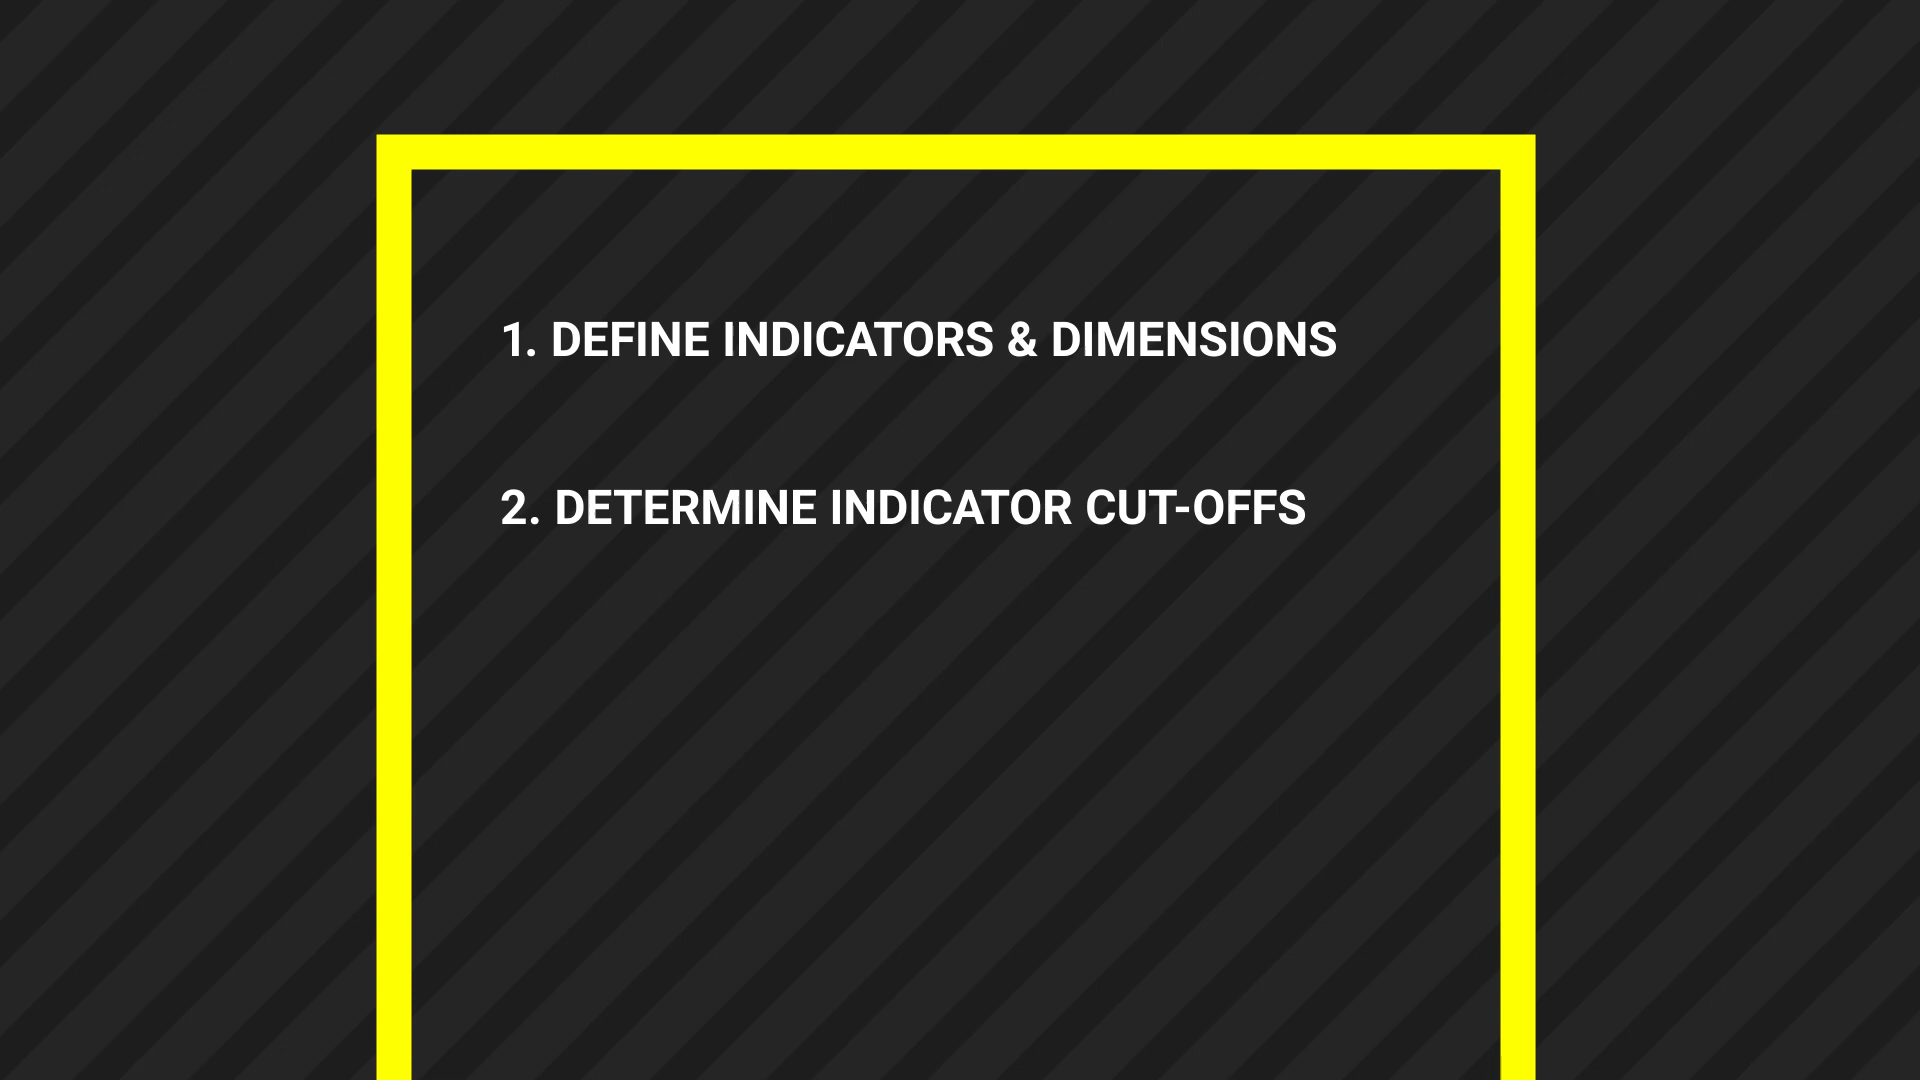 1. DEFINE INDICATORS & DIMENSIONS
2. DETERMINE INDICATOR CUT-OFFS